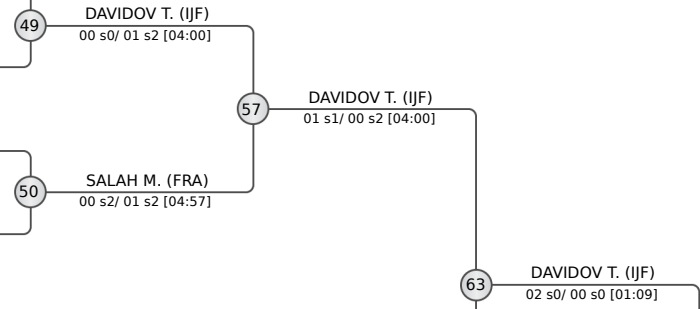 49
DAVIDOV T. (IJF)
00 s0/ 01 s2 [04:00]
57
DAVIDOV T. (IJF)
01 s1/ 00 s2 [04:00]
50
SALAH M. (FRA)
00 s2/ 01 s2 [04:57]
63
DAVIDOV T. (IJF)
02 s0/ 00 s0 [01:09]